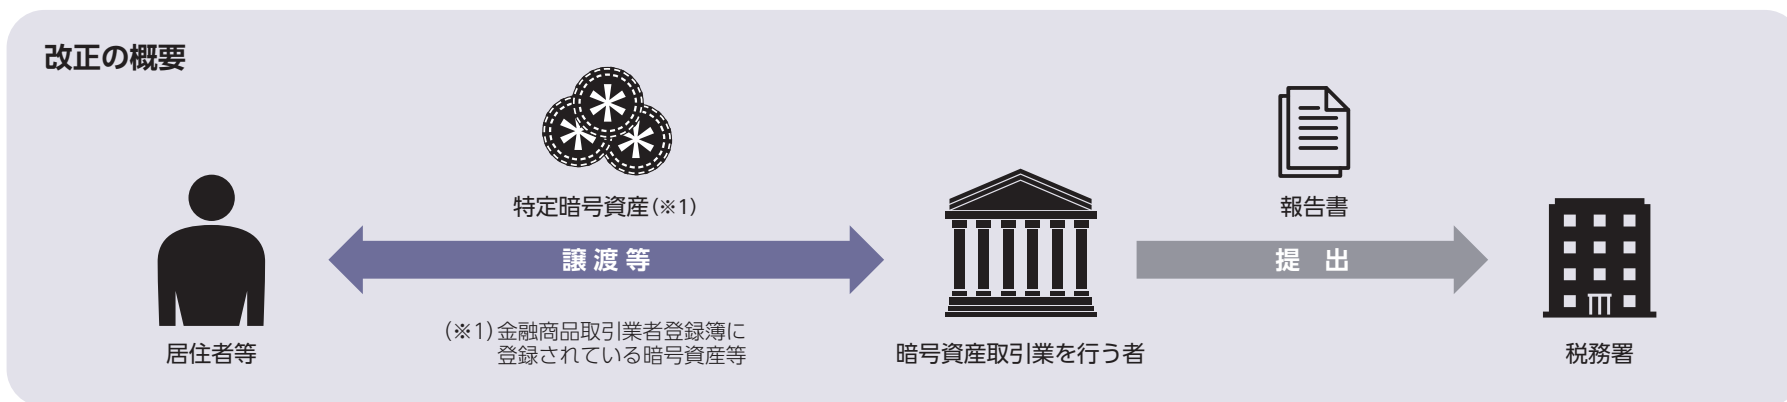 改正の概要
特定暗号資産(※1)
報告書
譲渡等
提 出
(※1)金融商品取引業者登録簿に
登録されている暗号資産等
居住者等
暗号資産取引業を行う者
税務署